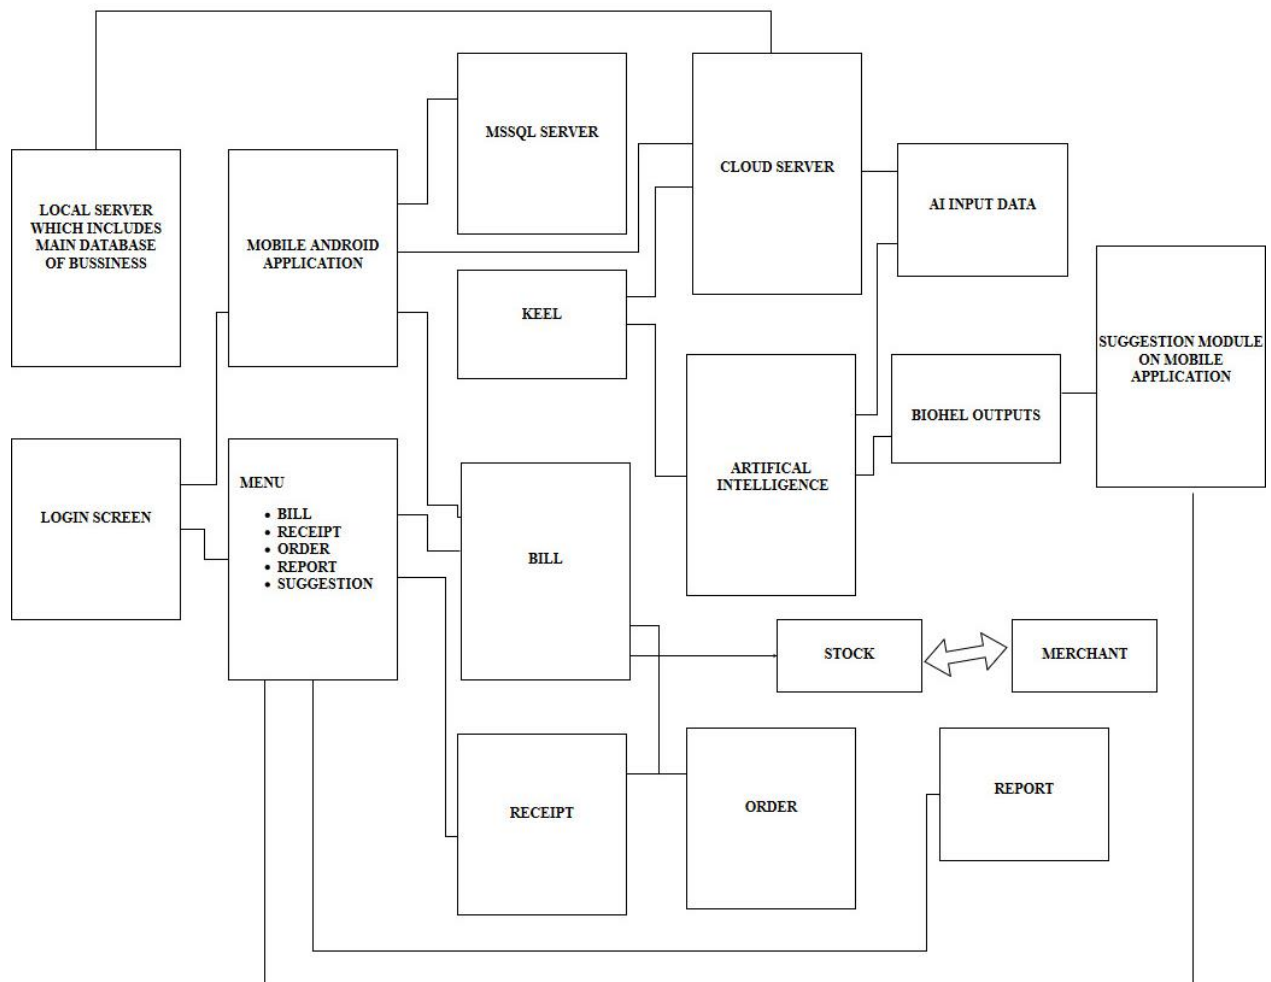 MSSQL SERVER
CLOUD SERVER
AI INPUT DATA
LOCAL SERVER
WHICH INCLUDES
MAIN DATABASE
OF BUSSINESS
MOBILE ANDROID
APPLICATION
KEEL
SUGGESTION MODULE
ON MOBILE
APPLICATION
BIOHEL OUTPUTS
ARTIFICAL
INTELLIGENCE
LOGIN SCREEN
MENU
• BILL
• RECEIPT
• ORDER
• REPORT
• SUGGESTION
BILL
STOCK
MERCHANT
RECEIPT
ORDER
REPORT